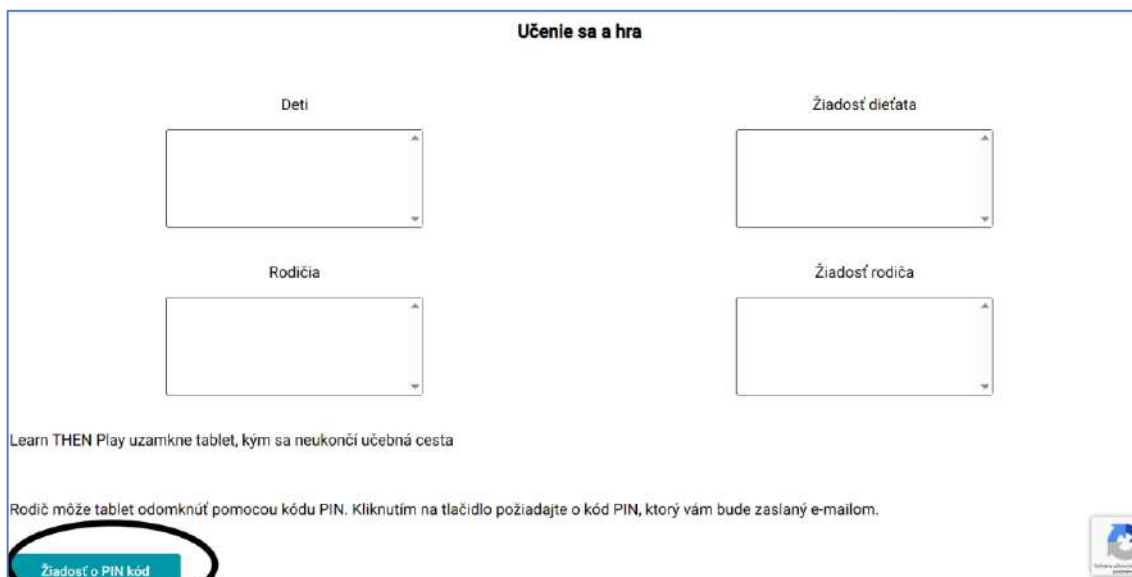 Učenie sa a hra
Deti
Žiadosť dieťata
Rodičia
Žiadosť rodiča
Learn THEN Play uzamkne tablet, kým sa neukončí učebná cesta
Rodič môže tablet odomknúť pomocou kódu PIN. Kliknutím na tlačidlo požiadajte o kód PIN, ktorý vám bude zaslaný e-mailom.
Žiadosť o PIN kód